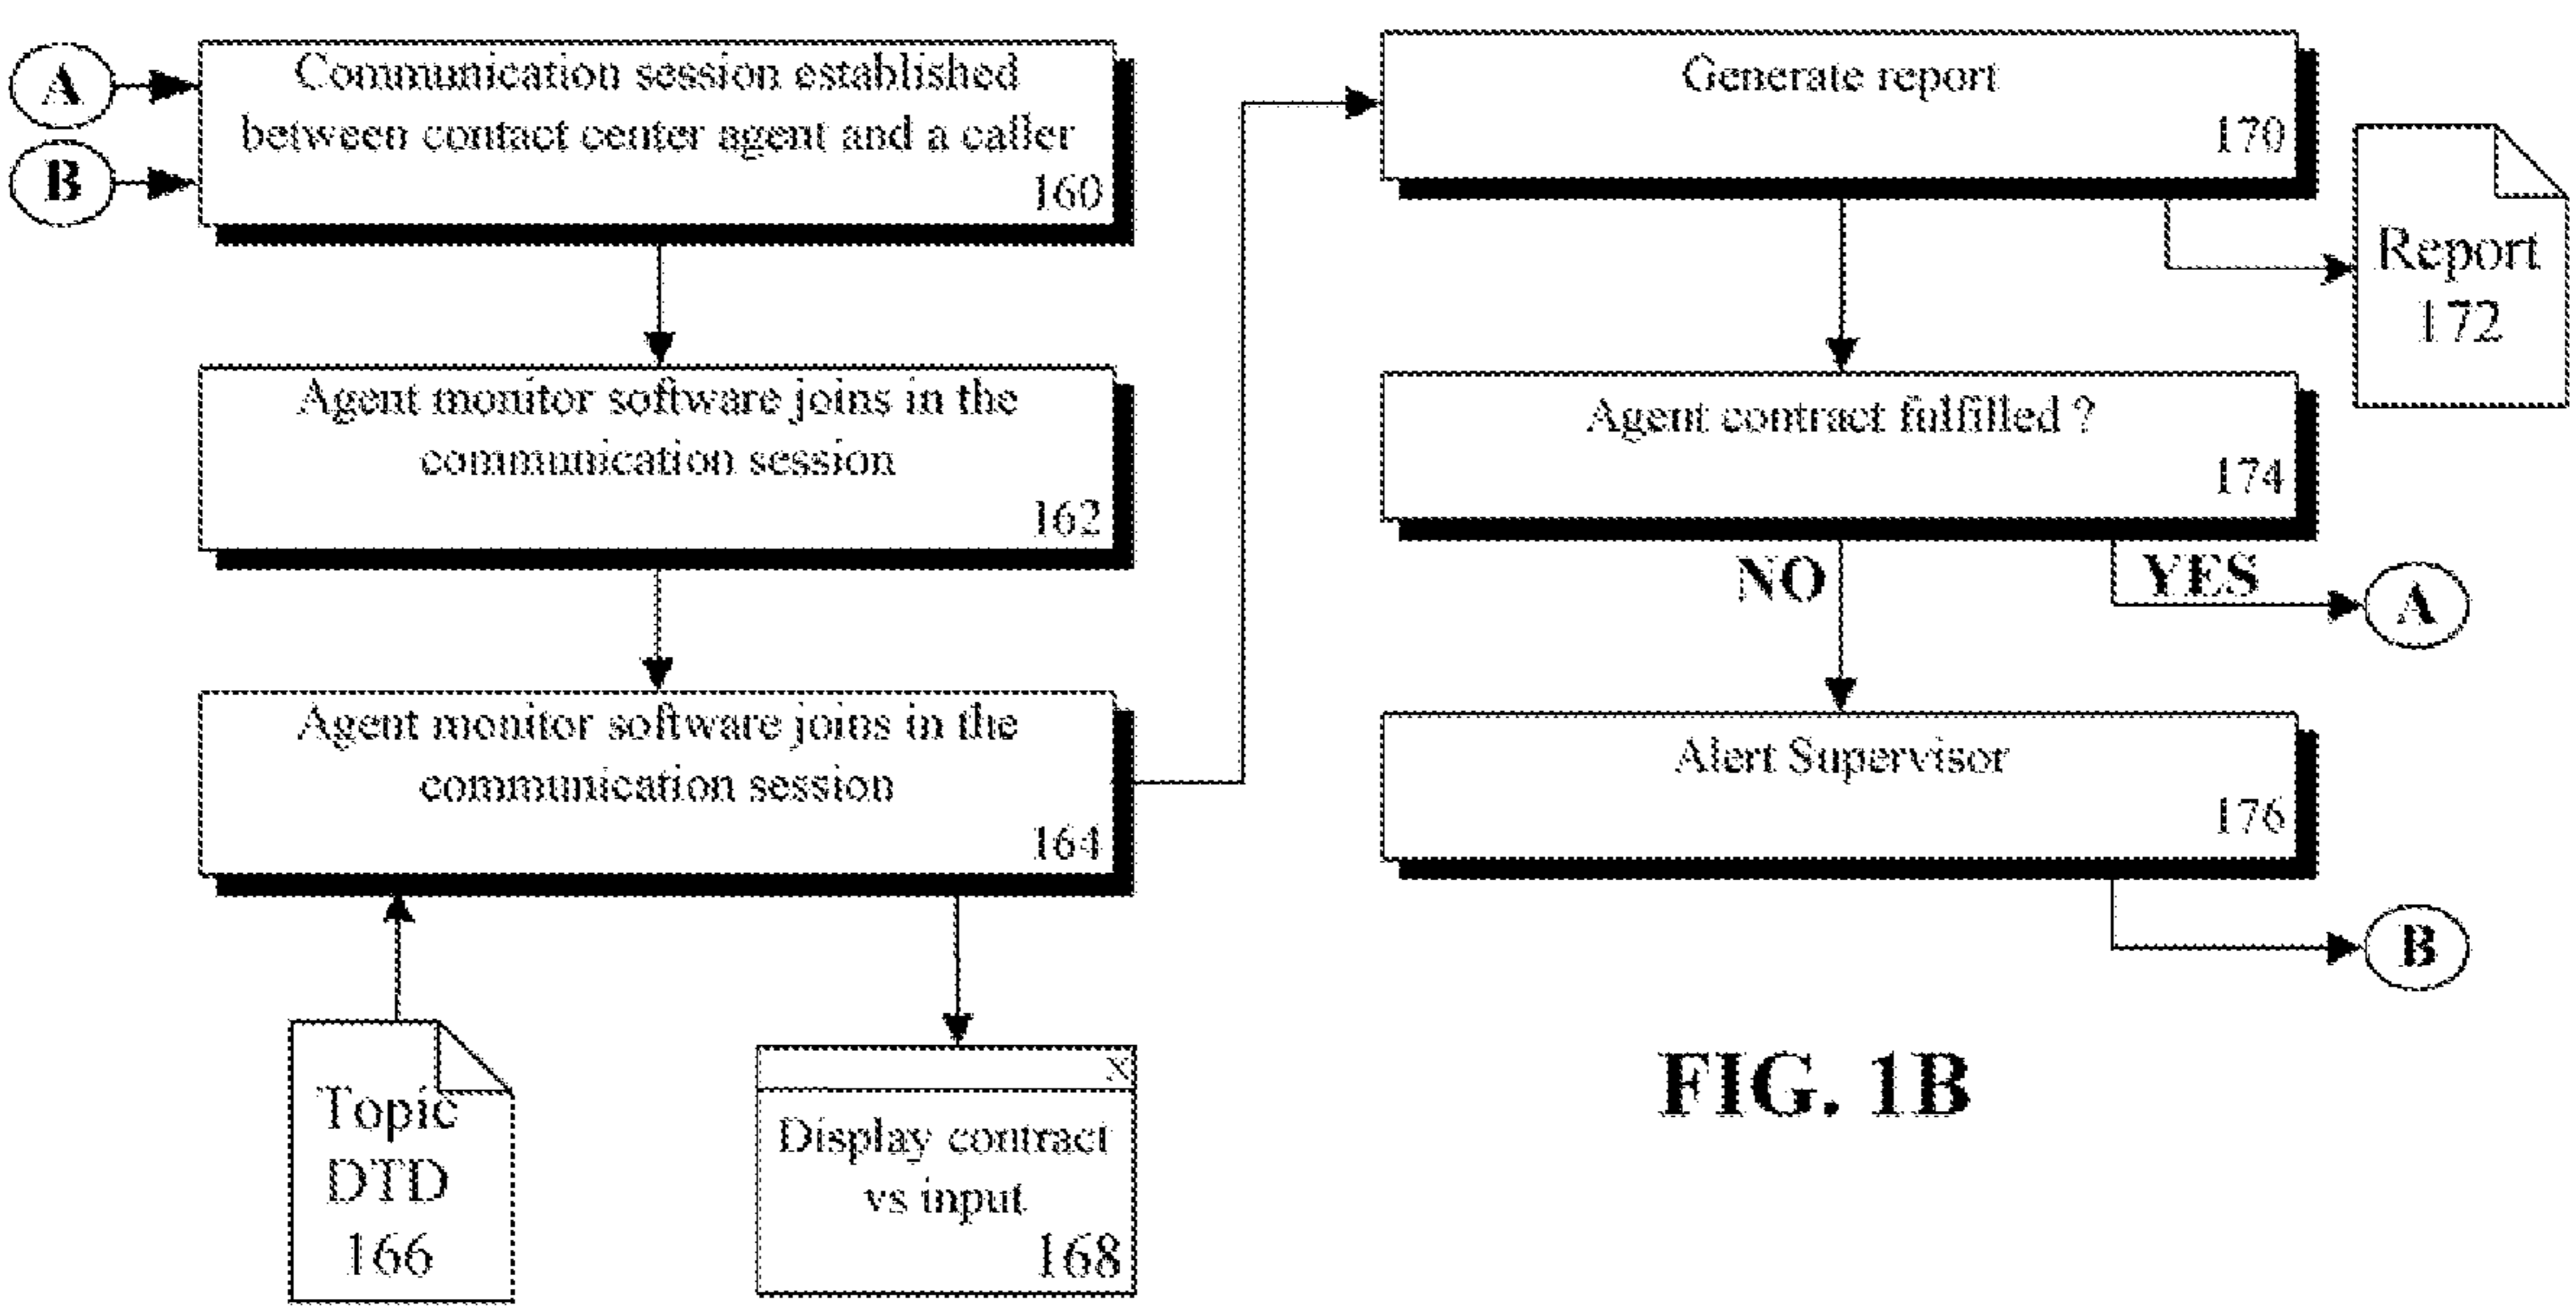 A
B
Communication session established
between contact center agent and a caller
160
Agent monitor software joins in the
communication session
162
Agent monitor software joins in the
communication session
164
Topic
DTD
166
X
Display contract
vs input
168
Generate report
170
Report
172
Agent contract fulfilled ?
174
NO
YES
A
Alert Supervisor
176
B
FIG. 1B